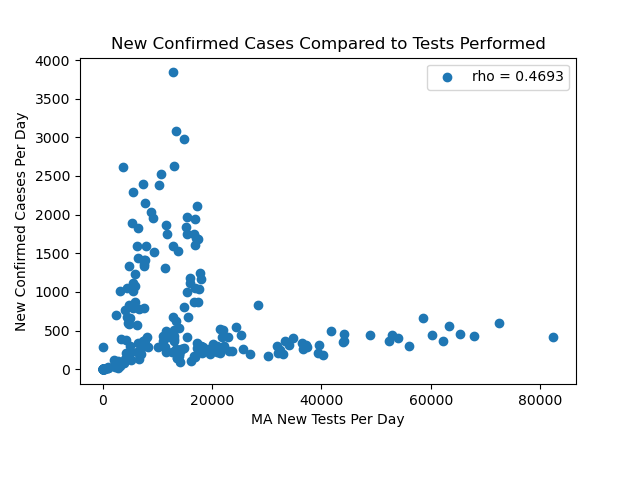 New Confirmed Cases Compared to Tests Performed
rho = 0.4693
4000
3500
3000
2500
2000
1500
1000
500
0
New Confirmed Caeses Per Day
0 20000 40000 60000 80000
MA New Tests Per Day